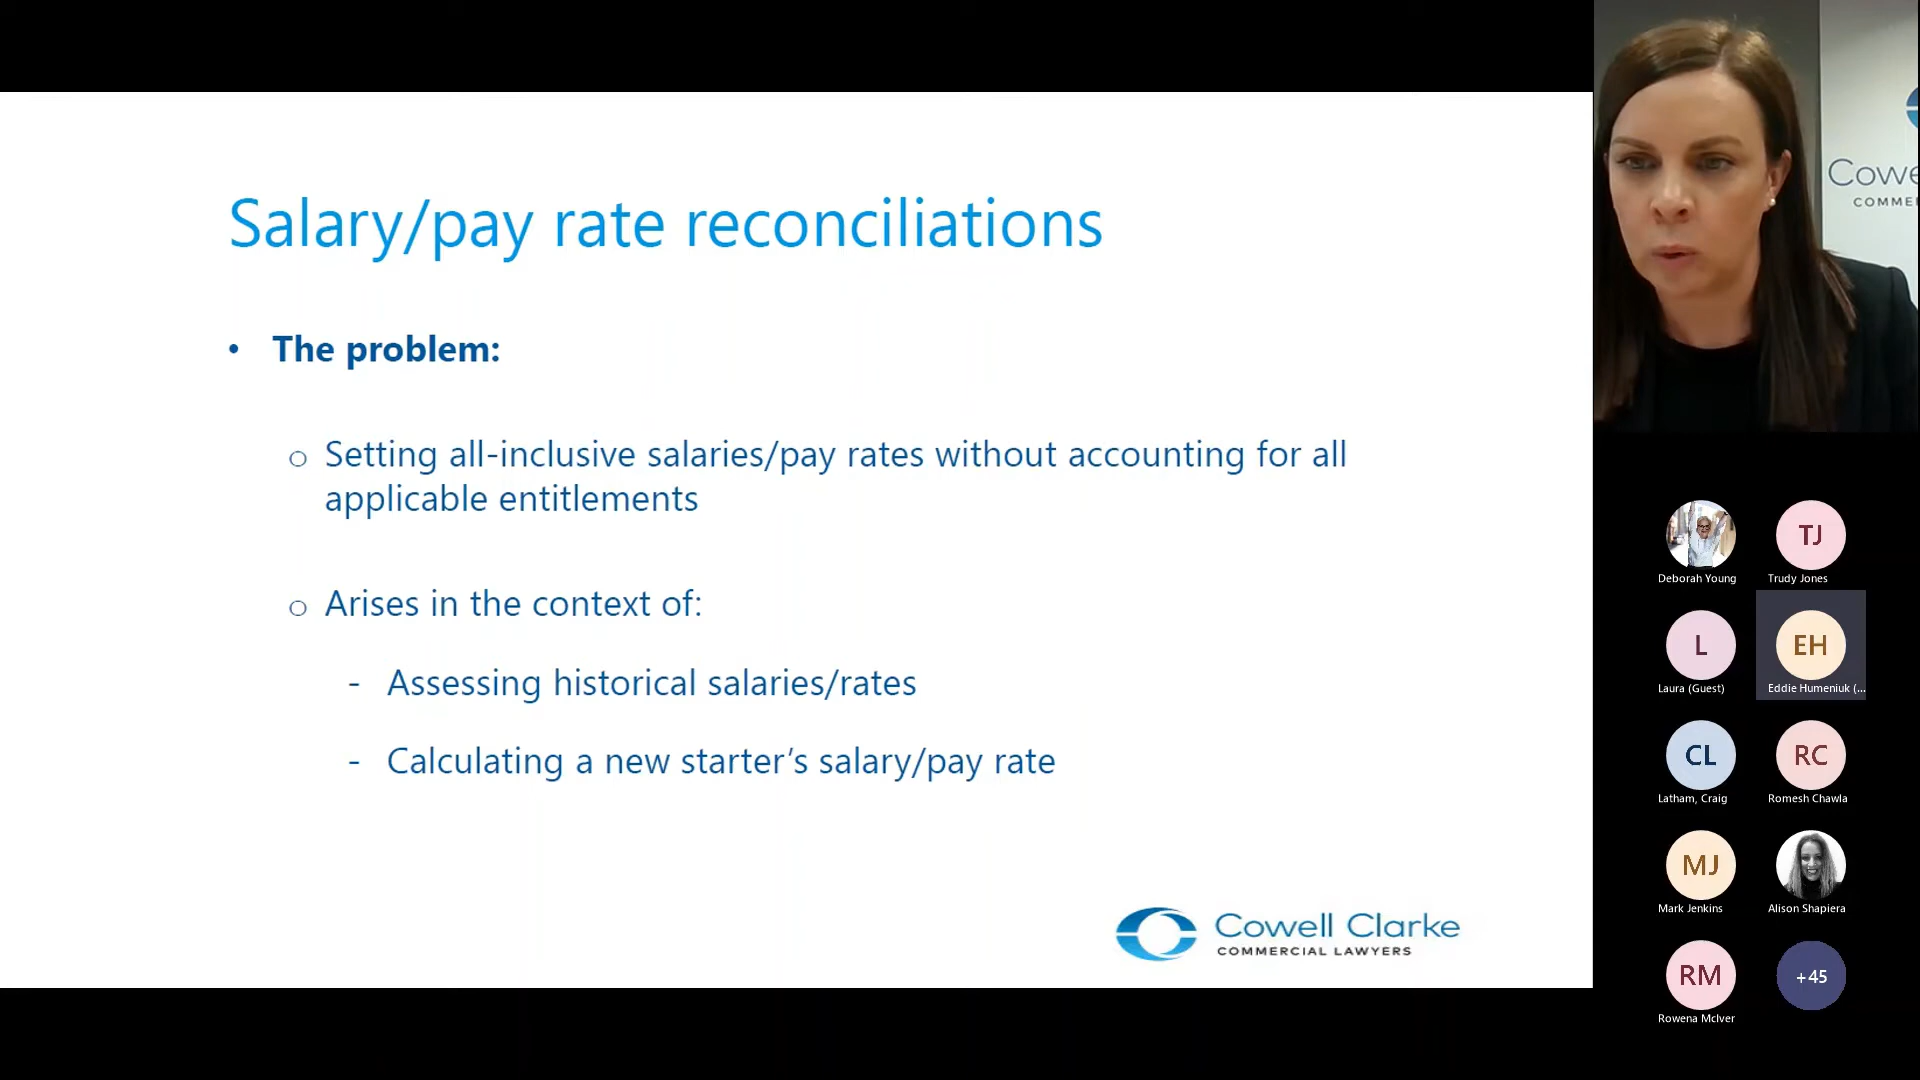 Salary/pay rate reconciliations
• The problem:
o Setting all-inclusive salaries/pay rates without accounting for all
applicable entitlements
o Arises in the context of:
- Assessing historical salaries/rates
- Calculating a new starter’s salary/pay rate
Cowell Clarke
COMMERCIAL LAWYERS
Cowe
COMME
Deborah Young
TJ
Trudy Jones
L
Laura (Guest)
EH
Eddie Humeniuk (...
CL
Latham, Craig
RC
Romesh Chawla
MJ
Mark Jenkins
Alison Shapiera
RM
Rowena McIver
+45